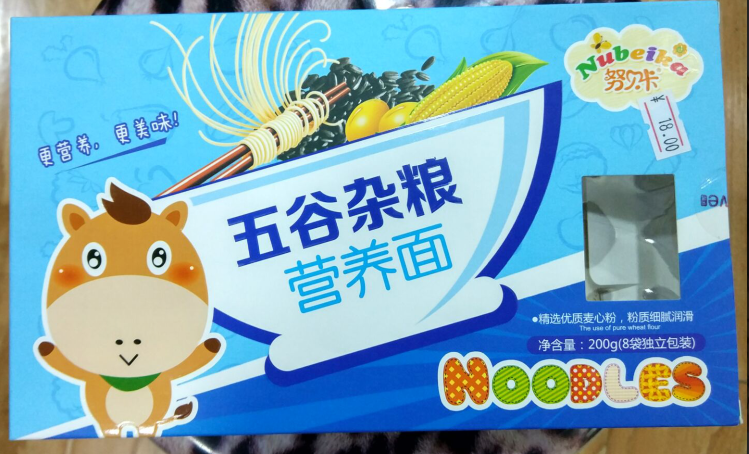 Nubeika
努贝卡
¥ 18.00
更营养，更美味！
五谷杂粮
营养面
●精选优质麦心粉，粉质细腻润滑
The use of pure wheat flour
净含量：200g(8袋独立包装)
NOODLES